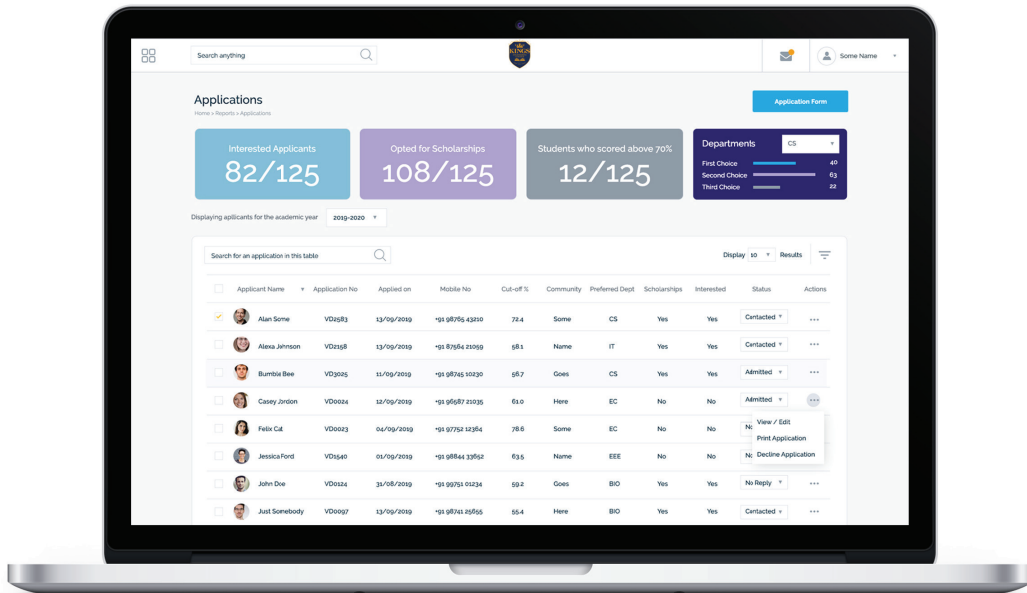 Search anything
KINGS
Some Name
Applications
Home > Reports > Applications
Application Form
Interested Applicants
82/125
Opted for Scholarships
108/125
Students who scored above 70%
12/125
Departments CS
First Choice 40
Second Choice 63
Third Choice 22
Displaying apllicants for the academic year 2019-2020
Search for an application in this table
Display 10 Results
Applicant Name Application No Applied on Mobile No Cut-off % Community Preferred Dept Scholarships Interested Status Actions
Alan Some VD2583 13/09/2019 +91 98765 43210 72.4 Some CS Yes Yes Contacted
Alexa Johnson VD2158 13/09/2019 +91 87564 21059 58.1 Name IT Yes Yes Contacted
Bumble Bee VD3025 11/09/2019 +91 98745 10230 56.7 Goes CS Yes Yes Admitted
Casey Jordon VD0024 12/09/2019 +91 96587 21035 61.0 Here EC No No Admitted
Felix Cat VD0023 04/09/2019 +91 97752 12364 78.6 Some EC No No No
View / Edit
Print Application
Jessica Ford VD1540 01/09/2019 +91 98844 33652 63.5 Name EEE No No No
Decline Application
John Doe VD0124 31/08/2019 +91 99751 01234 59.2 Goes BIO Yes Yes No Reply
Just Somebody VD0097 13/09/2019 +91 98741 25655 55.4 Here BIO Yes Yes Contacted